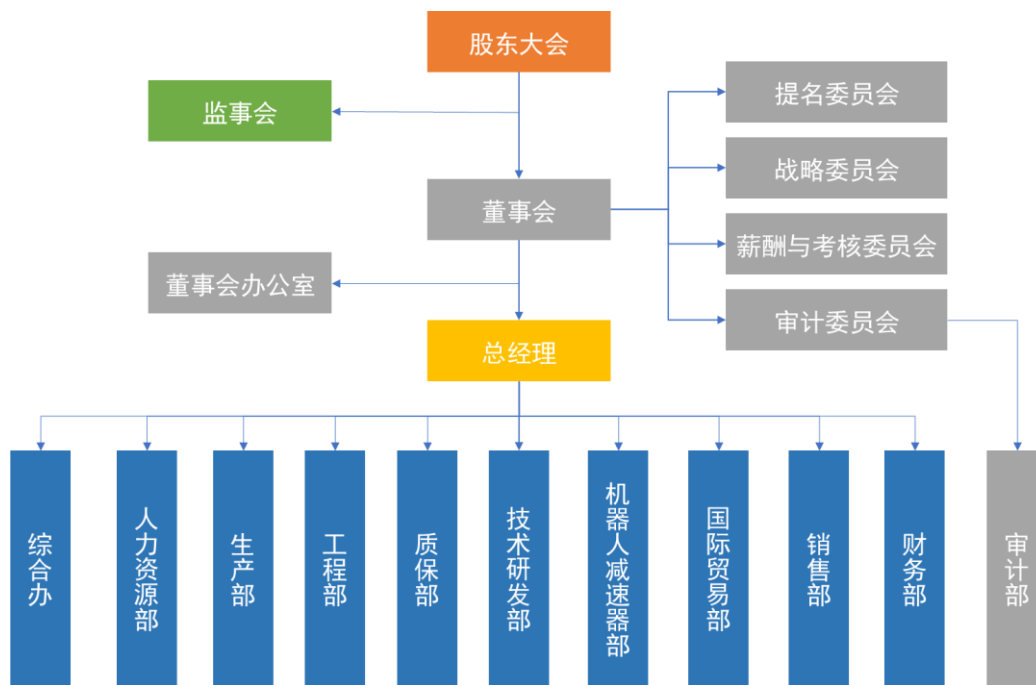 股东大会
监事会
提名委员会
战略委员会
董事会
薪酬与考核委员会
董事会办公室
审计委员会
总经理
综合办
人力资源部
生产部
工程部
质保部
技术研发部
机器人减速器部
国际贸易部
销售部
财务部
审计部